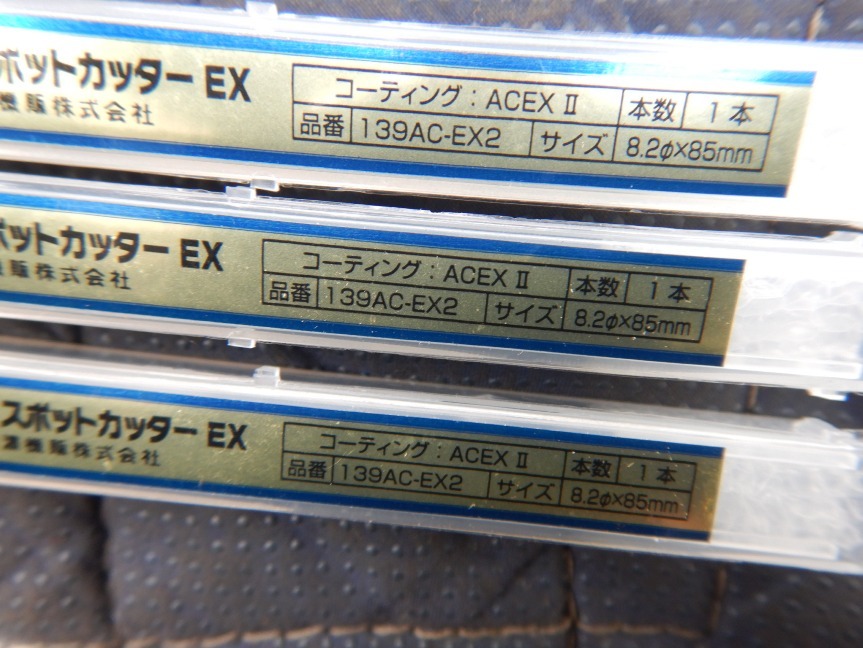 ポットカッター EX
機販株式会社
コーティング : ACEX II 本数 1本
品番 139AC-EX2 サイズ 8.2φ×85mm
ポットカッター EX
機販株式会社
コーティング : ACEX II 本数 1本
品番 139AC-EX2 サイズ 8.2φ×85mm
スポットカッター EX
機販株式会社
コーティング : ACEX II 本数 1本
品番 139AC-EX2 サイズ 8.2φ×85mm